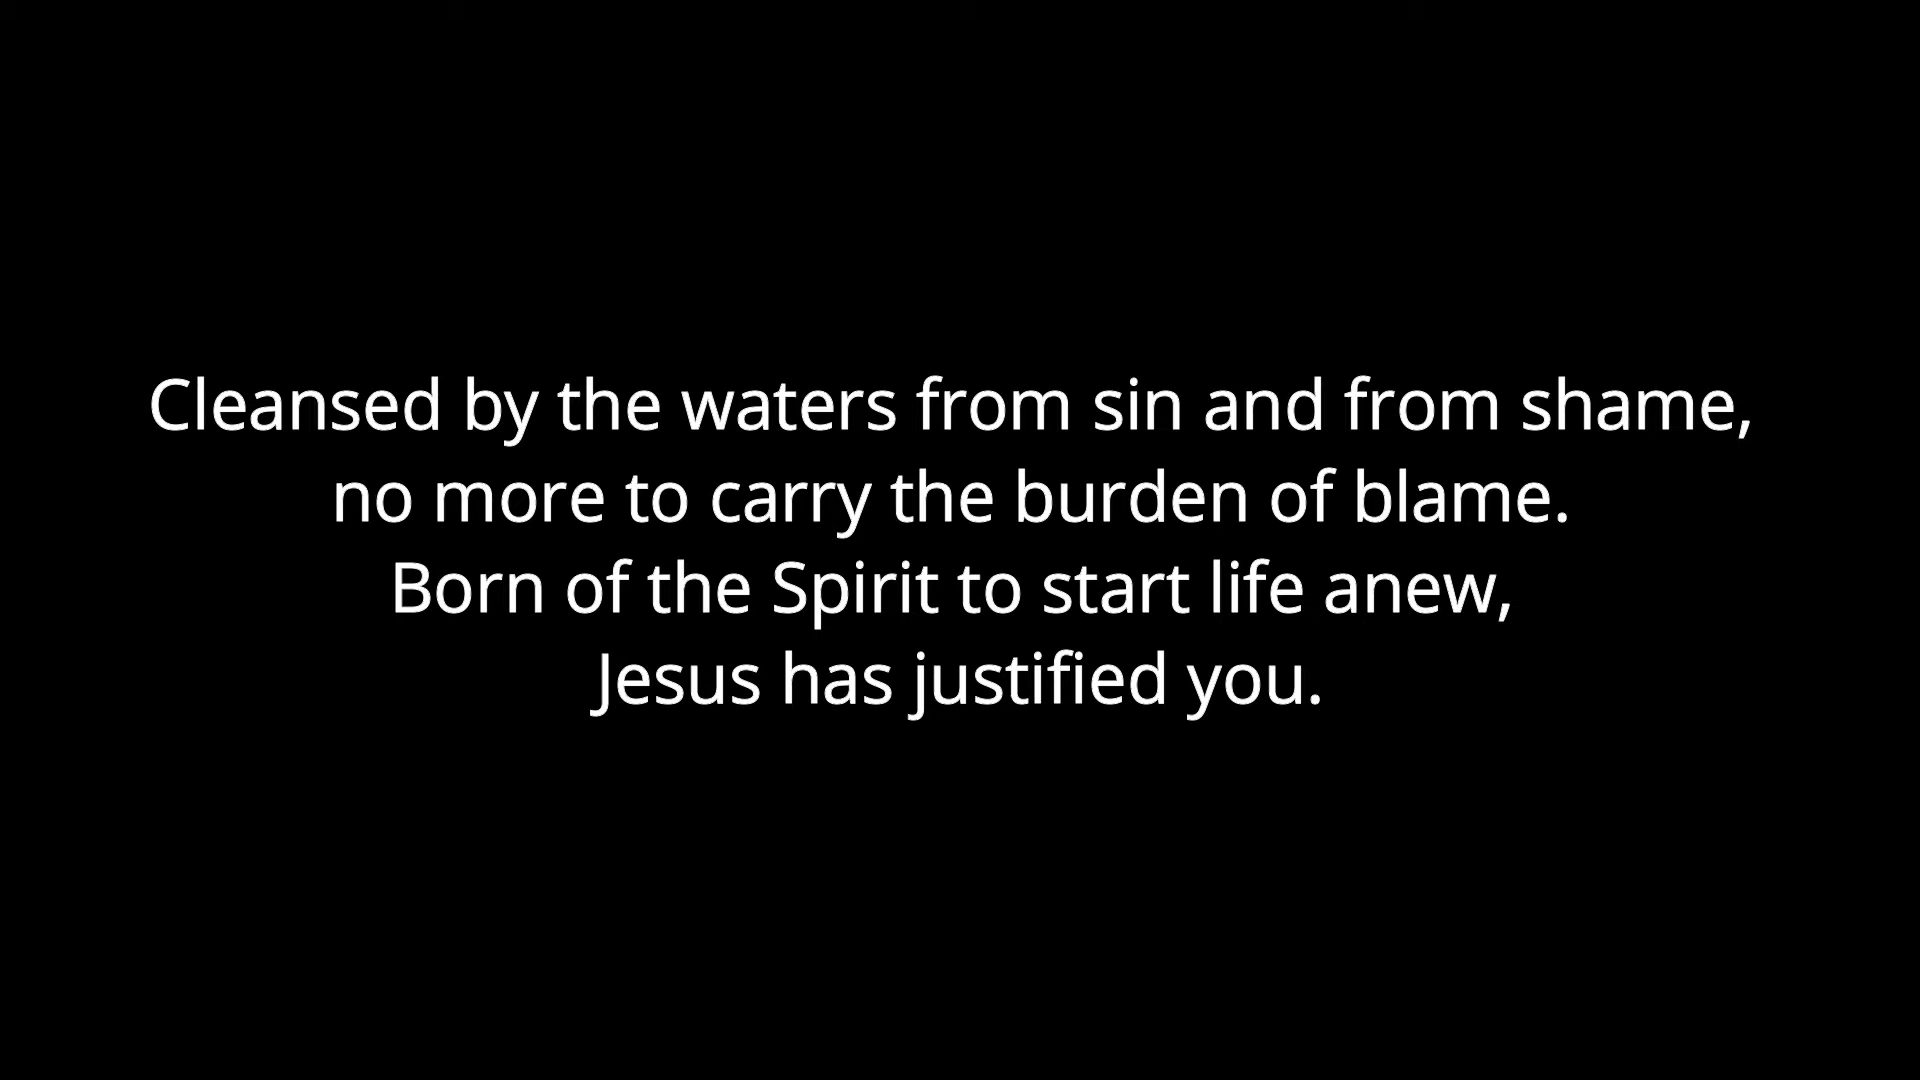 Cleansed by the waters from sin and from shame,
no more to carry the burden of blame.
Born of the Spirit to start life anew,
Jesus has justified you.